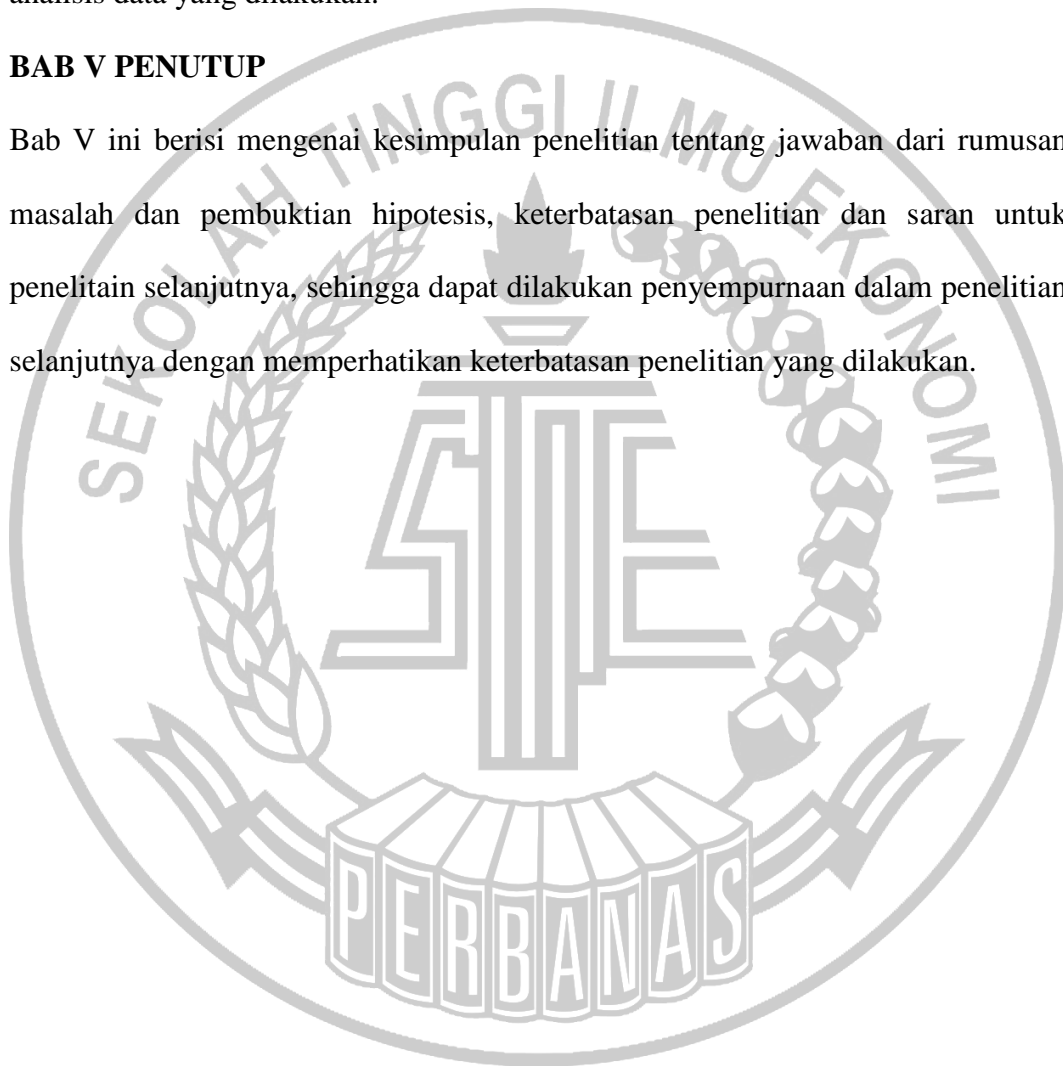 analisis data yang dilakukan.
BAB V PENUTUP
Bab V ini berisi mengenai kesimpulan penelitian tentang jawaban dari rumusan
masalah dan pembuktian hipotesis, keterbatasan penelitian dan saran untuk
penelitain selanjutnya, sehingga dapat dilakukan penyempurnaan dalam penelitian
selanjutnya dengan memperhatikan keterbatasan penelitian yang dilakukan.
SEKOLAH TINGGI ILMU EKONOMI
STIE
PERBANAS